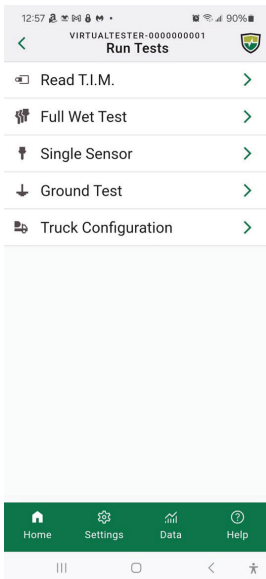 12:57 90%
VIRTUALTESTER-0000000001
Run Tests
Read T.I.M.
Full Wet Test
Single Sensor
Ground Test
Truck Configuration
Home Settings Data Help